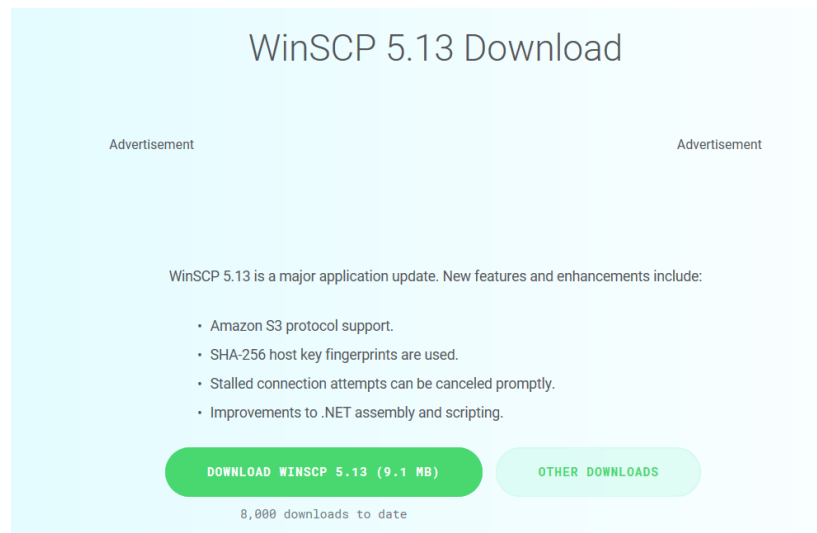 WinSCP 5.13 Download
Advertisement
Advertisement
WinSCP 5.13 is a major application update. New features and enhancements include:
• Amazon S3 protocol support.
• SHA-256 host key fingerprints are used.
• Stalled connection attempts can be canceled promptly.
• Improvements to .NET assembly and scripting.
DOWNLOAD WINSCP 5.13 (9.1 MB)
OTHER DOWNLOADS
8,000 downloads to date